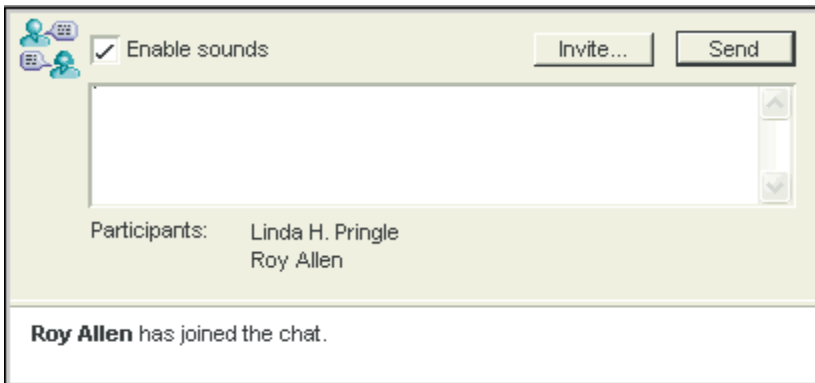 Enable sounds Invite... Send
Participants: Linda H. Pringle
Roy Allen
Roy Allen has joined the chat.